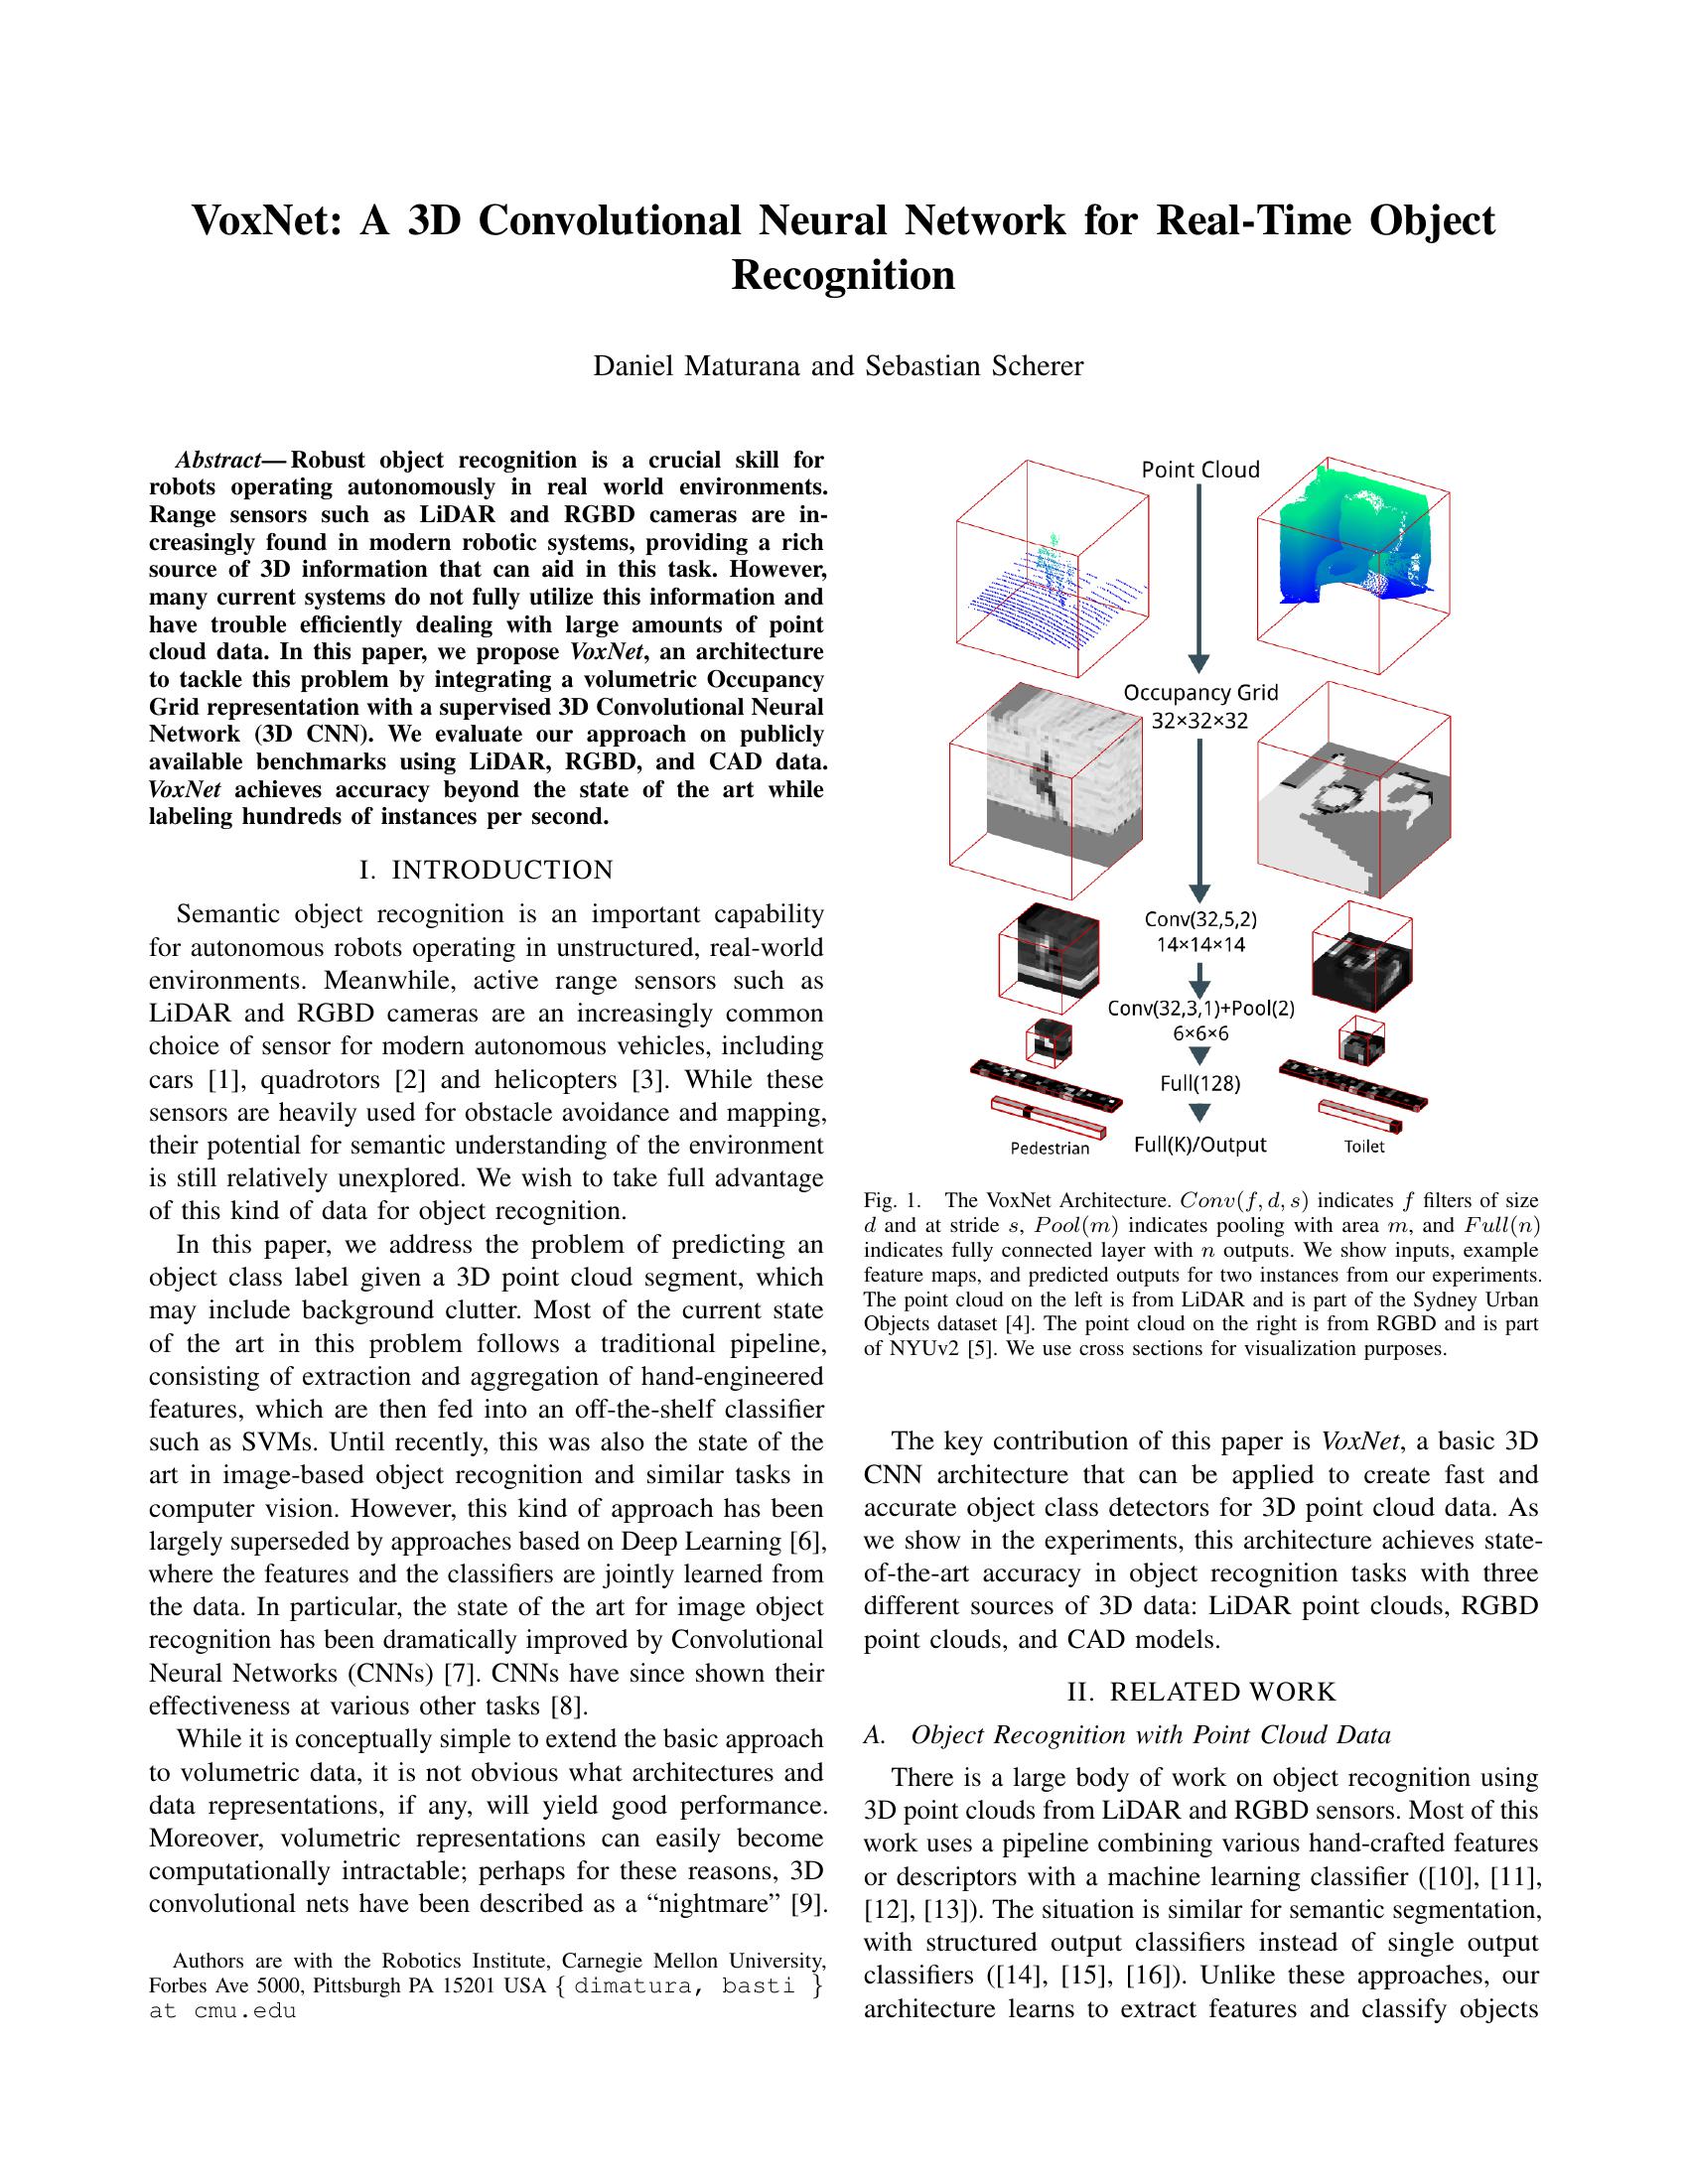 VoxNet: A 3D Convolutional Neural Network for Real-Time Object
Recognition
Daniel Maturana and Sebastian Scherer
Abstract— Robust object recognition is a crucial skill for
robots operating autonomously in real world environments.
Range sensors such as LiDAR and RGBD cameras are in-
creasingly found in modern robotic systems, providing a rich
source of 3D information that can aid in this task. However,
many current systems do not fully utilize this information and
have trouble efficiently dealing with large amounts of point
cloud data. In this paper, we propose VoxNet, an architecture
to tackle this problem by integrating a volumetric Occupancy
Grid representation with a supervised 3D Convolutional Neural
Network (3D CNN). We evaluate our approach on publicly
available benchmarks using LiDAR, RGBD, and CAD data.
VoxNet achieves accuracy beyond the state of the art while
labeling hundreds of instances per second.
I. INTRODUCTION
Semantic object recognition is an important capability
for autonomous robots operating in unstructured, real-world
environments. Meanwhile, active range sensors such as
LiDAR and RGBD cameras are an increasingly common
choice of sensor for modern autonomous vehicles, including
cars [1], quadrotors [2] and helicopters [3]. While these
sensors are heavily used for obstacle avoidance and mapping,
their potential for semantic understanding of the environment
is still relatively unexplored. We wish to take full advantage
of this kind of data for object recognition.
In this paper, we address the problem of predicting an
object class label given a 3D point cloud segment, which
may include background clutter. Most of the current state
of the art in this problem follows a traditional pipeline,
consisting of extraction and aggregation of hand-engineered
features, which are then fed into an off-the-shelf classifier
such as SVMs. Until recently, this was also the state of the
art in image-based object recognition and similar tasks in
computer vision. However, this kind of approach has been
largely superseded by approaches based on Deep Learning [6],
where the features and the classifiers are jointly learned from
the data. In particular, the state of the art for image object
recognition has been dramatically improved by Convolutional
Neural Networks (CNNs) [7]. CNNs have since shown their
effectiveness at various other tasks [8].
While it is conceptually simple to extend the basic approach
to volumetric data, it is not obvious what architectures and
data representations, if any, will yield good performance.
Moreover, volumetric representations can easily become
computationally intractable; perhaps for these reasons, 3D
convolutional nets have been described as a “nightmare” [9].
Authors are with the Robotics Institute, Carnegie Mellon University,
Forbes Ave 5000, Pittsburgh PA 15201 USA { dimatura, basti }
at cmu.edu
Point Cloud
Occupancy Grid
32×32×32
Conv(32,5,2)
14×14×14
Conv(32,3,1)+Pool(2)
6×6×6
Full(128)
Pedestrian Full(K)/Output Toilet
Fig. 1. The VoxNet Architecture. Conv(f, d, s) indicates f filters of size
d and at stride s, Pool(m) indicates pooling with area m, and Full(n)
indicates fully connected layer with n outputs. We show inputs, example
feature maps, and predicted outputs for two instances from our experiments.
The point cloud on the left is from LiDAR and is part of the Sydney Urban
Objects dataset [4]. The point cloud on the right is from RGBD and is part
of NYUv2 [5]. We use cross sections for visualization purposes.
The key contribution of this paper is VoxNet, a basic 3D
CNN architecture that can be applied to create fast and
accurate object class detectors for 3D point cloud data. As
we show in the experiments, this architecture achieves state-
of-the-art accuracy in object recognition tasks with three
different sources of 3D data: LiDAR point clouds, RGBD
point clouds, and CAD models.
II. RELATED WORK
A. Object Recognition with Point Cloud Data
There is a large body of work on object recognition using
3D point clouds from LiDAR and RGBD sensors. Most of this
work uses a pipeline combining various hand-crafted features
or descriptors with a machine learning classifier ([10], [11],
[12], [13]). The situation is similar for semantic segmentation,
with structured output classifiers instead of single output
classifiers ([14], [15], [16]). Unlike these approaches, our
architecture learns to extract features and classify objects